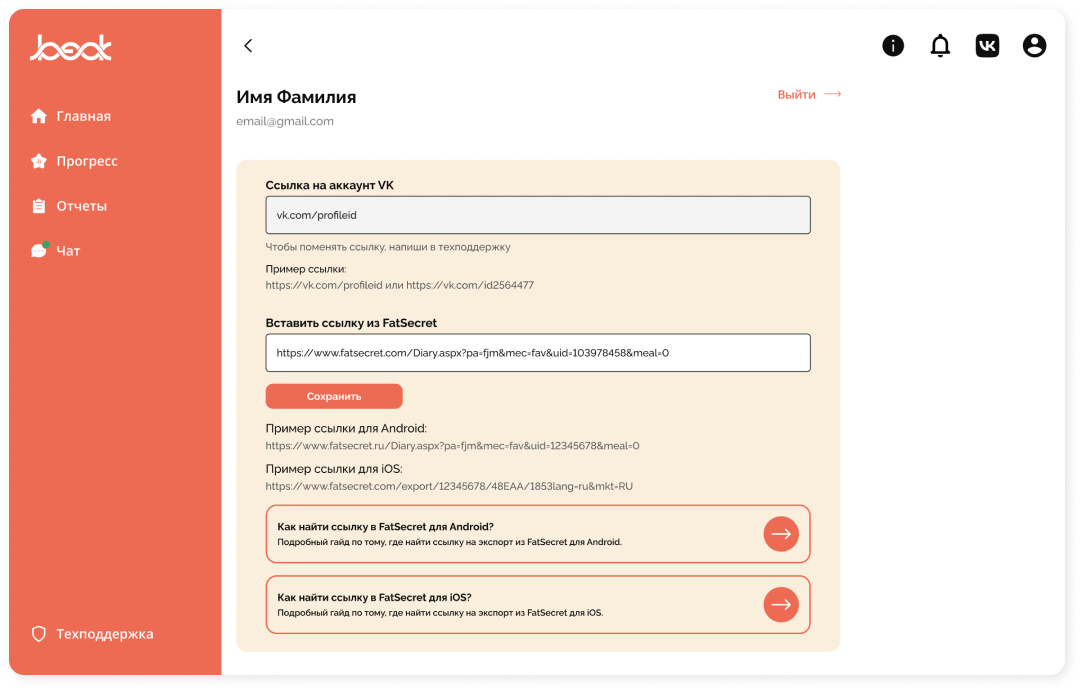 beok
Главная
Прогресс
Отчеты
Чат
Техподдержка
Имя Фамилия
email@gmail.com
Выйти
Ссылка на аккаунт VK
vk.com/profileid
Чтобы поменять ссылку, напиши в техподдержку
Пример ссылки:
https://vk.com/profileid или https://vk.com/id2564477
Вставить ссылку из FatSecret
https://www.fatsecret.com/Diary.aspx?pa=fjm&mec=fav&uid=103978458&meal=0
Сохранить
Пример ссылки для Android:
https://www.fatsecret.ru/Diary.aspx?pa=fjm&mec=fav&uid=12345678&meal=0
Пример ссылки для iOS:
https://www.fatsecret.com/export/12345678/48EAA/1853lang=ru&mkt=RU
Как найти ссылку в FatSecret для Android?
Подробный гайд по тому, где найти ссылку на экспорт из FatSecret для Android.
Как найти ссылку в FatSecret для iOS?
Подробный гайд по тому, где найти ссылку на экспорт из FatSecret для iOS.